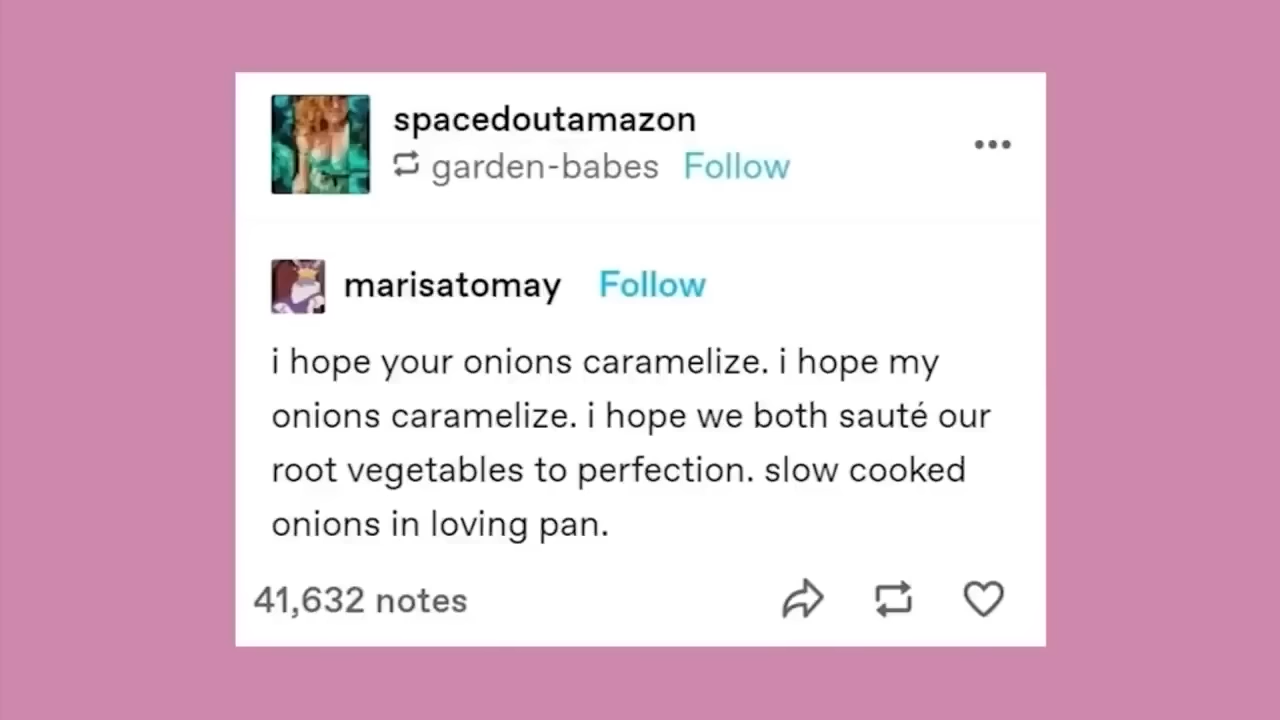 spacedoutamazon
garden-babes Follow
marisatomay Follow
i hope your onions caramelize. i hope my
onions caramelize. i hope we both sauté our
root vegetables to perfection. slow cooked
onions in loving pan.
41,632 notes